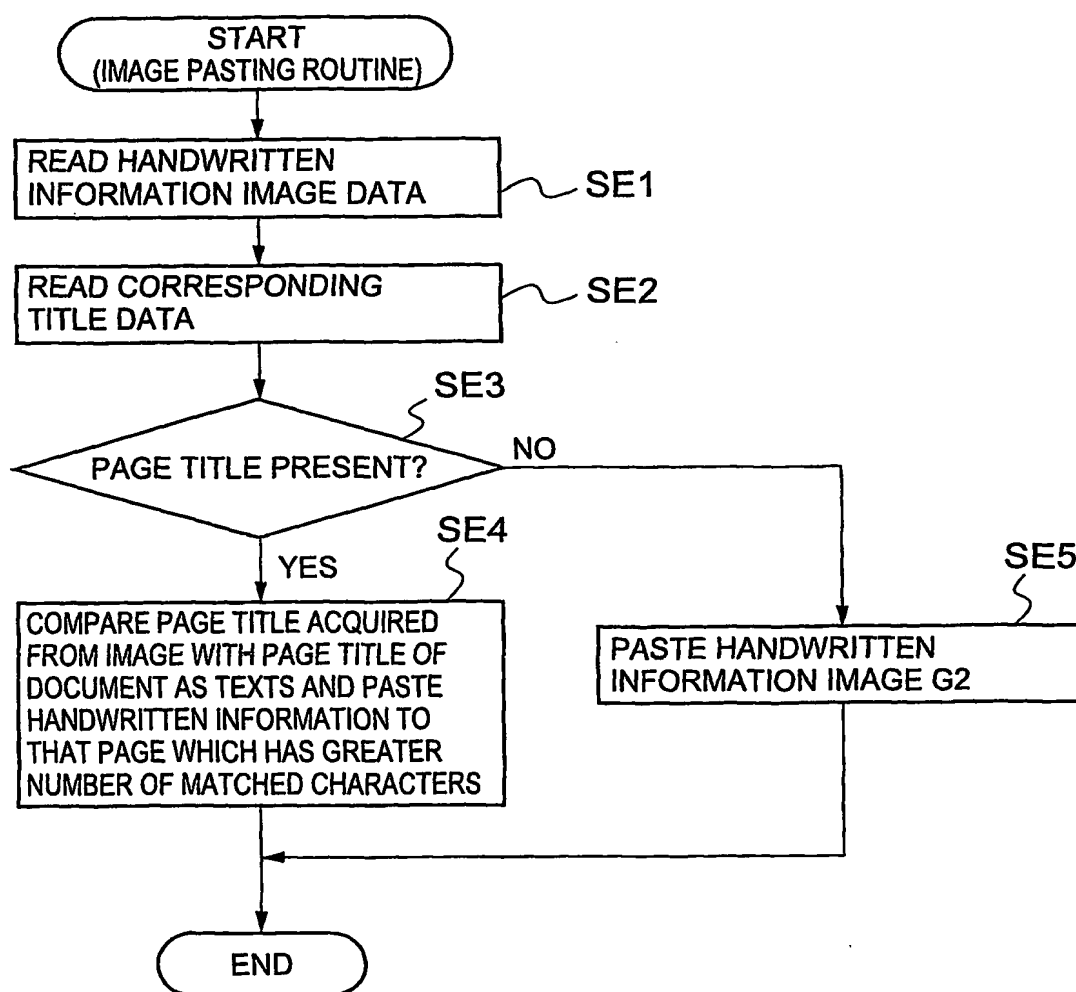 START
(IMAGE PASTING ROUTINE)
READ HANDWRITTEN
INFORMATION IMAGE DATA
SE1
READ CORRESPONDING
TITLE DATA
SE2
SE3
PAGE TITLE PRESENT?
NO
YES
SE4
COMPARE PAGE TITLE ACQUIRED
FROM IMAGE WITH PAGE TITLE OF
DOCUMENT AS TEXTS AND PASTE
HANDWRITTEN INFORMATION TO
THAT PAGE WHICH HAS GREATER
NUMBER OF MATCHED CHARACTERS
SE5
PASTE HANDWRITTEN
INFORMATION IMAGE G2
END